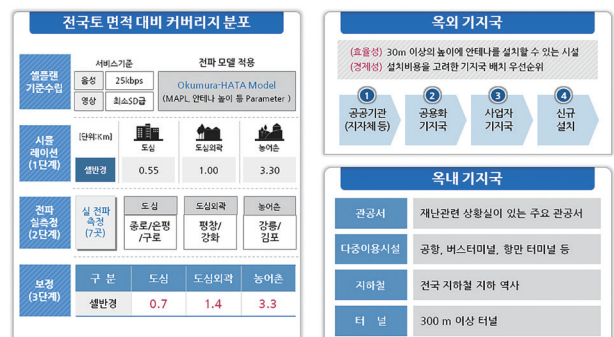 전국토 면적 대비 커버리지 분포
셀플랜
기준수립
서비스기준
전파 모델 적용
음성 25kbps
영상 최소SD급
Okumura-HATA Model
(MAPL, 안테나 높이 등 Parameter )
시뮬
레이션
(1단계)
[단위:Km]
도심 도심외곽 농어촌
셀반경 0.55 1.00 3.30
전파
실측정
(2단계)
실 전파
측정
(7곳)
도 심 도심외곽 농어촌
종로/은평
/구로
평창/
강화
강릉/
김포
보정
(3단계)
구 분 도심 도심외곽 농어촌
셀반경 0.7 1.4 3.3
옥외 기지국
(효율성) 30m 이상의 높이에 안테나를 설치할 수 있는 시설
(경제성) 설치비용을 고려한 기지국 배치 우선순위
1 2 3 4
공공기관
(지자체 등)
공용화
기지국
사업자
기지국
신규
설치
옥내 기지국
관공서 재난관련 상황실이 있는 주요 관공서
다중이용시설 공항, 버스터미널, 항만 터미널 등
지하철 전국 지하철 지하 역사
터 널 300 m 이상 터널